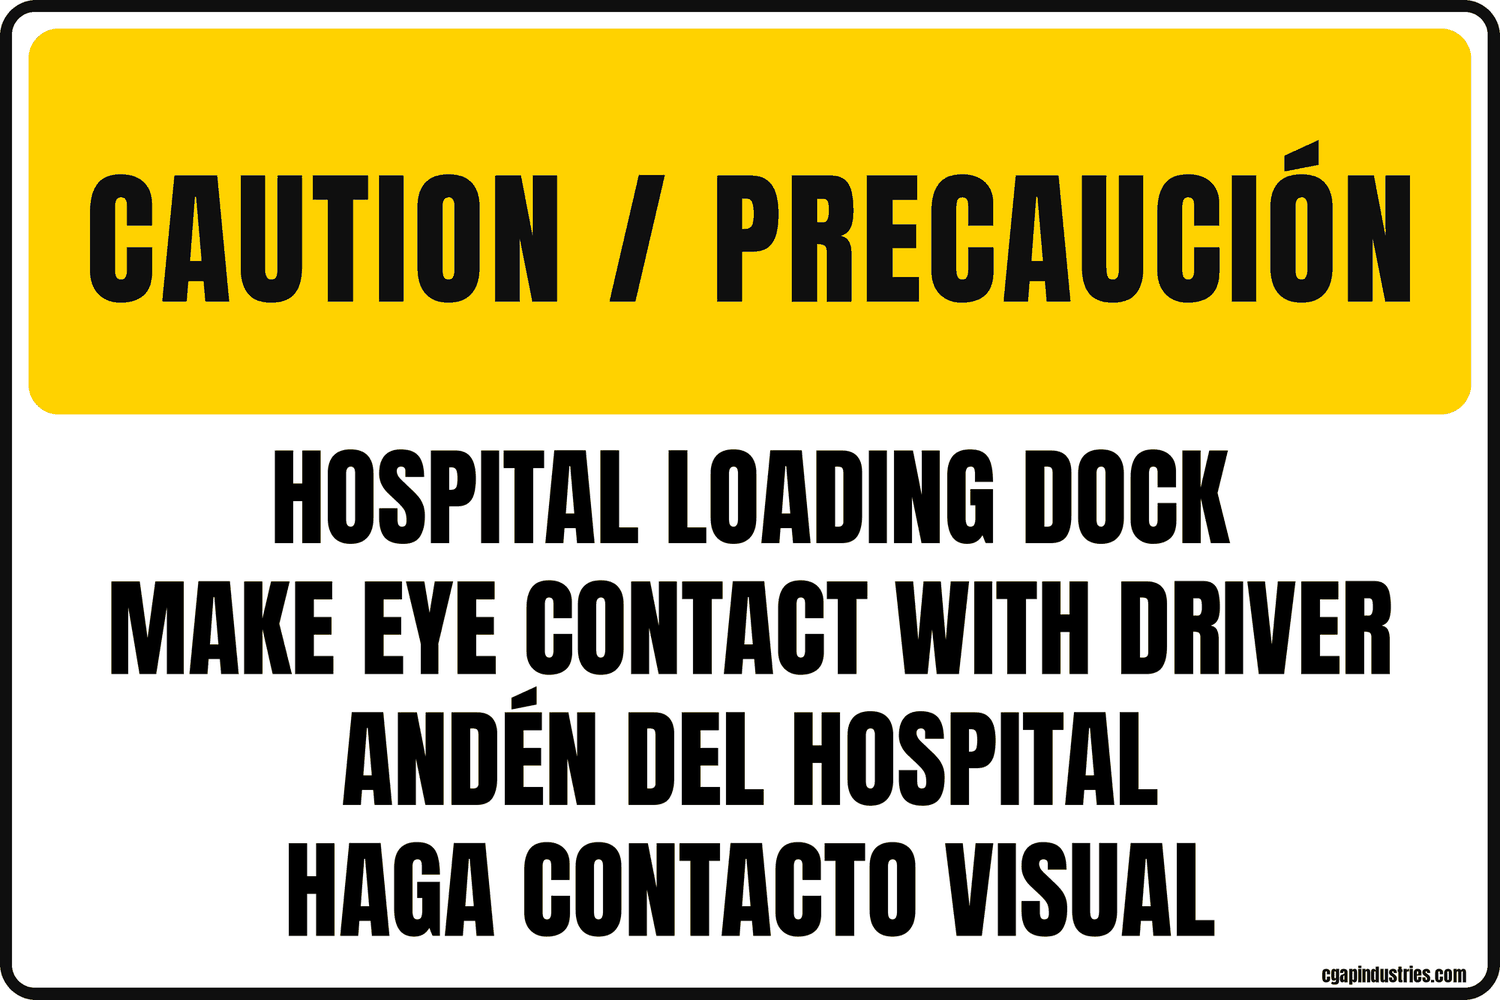 CAUTION / PRECAUCIÓN
HOSPITAL LOADING DOCK
MAKE EYE CONTACT WITH DRIVER
ANDÉN DEL HOSPITAL
HAGA CONTACTO VISUAL
cgapindustries.com